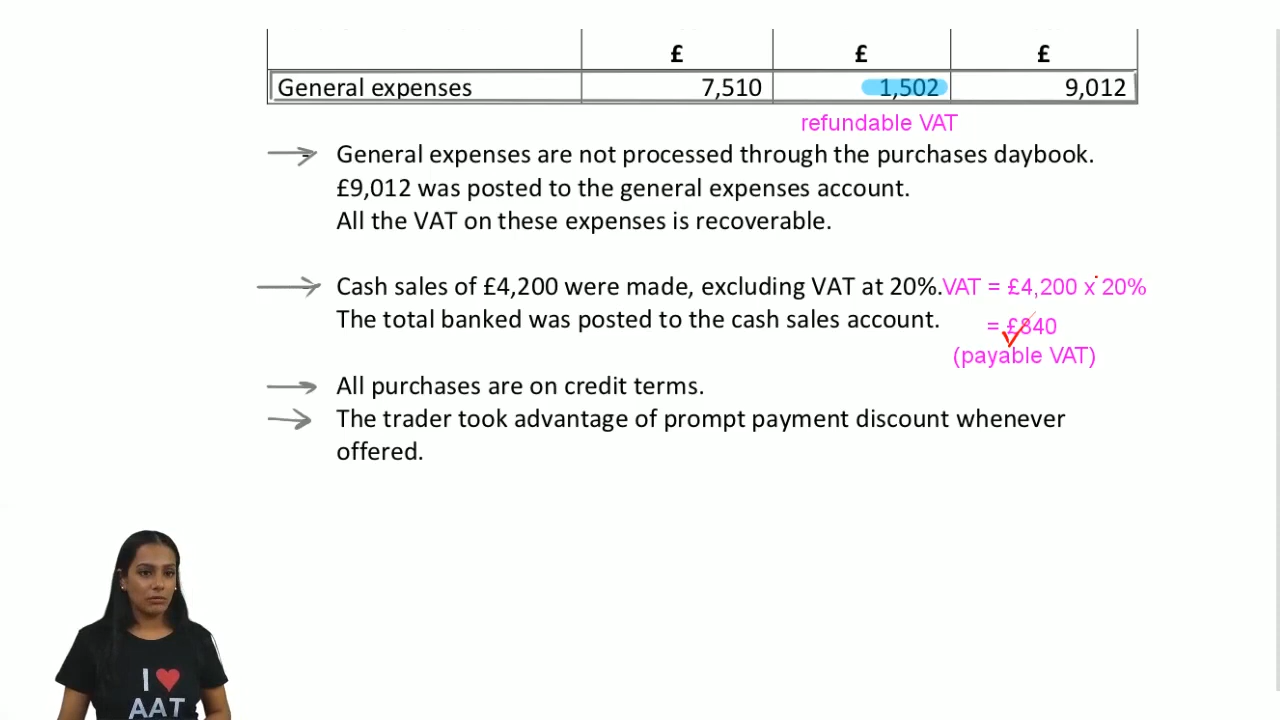 £ £ £
General expenses 7,510 1,502 9,012
refundable VAT
General expenses are not processed through the purchases daybook.
£9,012 was posted to the general expenses account.
All the VAT on these expenses is recoverable.
Cash sales of £4,200 were made, excluding VAT at 20%. VAT = £4,200 x 20%
The total banked was posted to the cash sales account. = £840
(payable VAT)
All purchases are on credit terms.
The trader took advantage of prompt payment discount whenever
offered.
I ♥
AAT